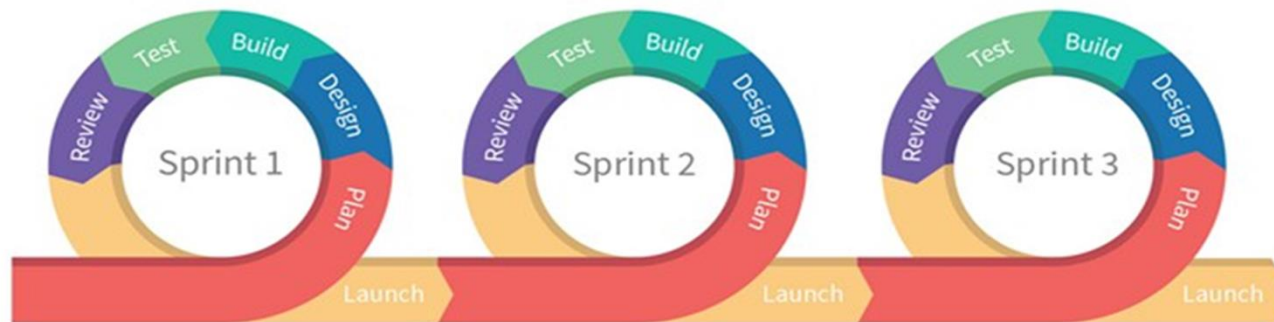 Test
Build
Review
Design
Sprint 1
Plan
Launch
Test
Build
Review
Design
Sprint 2
Plan
Launch
Test
Build
Review
Design
Sprint 3
Plan
Launch